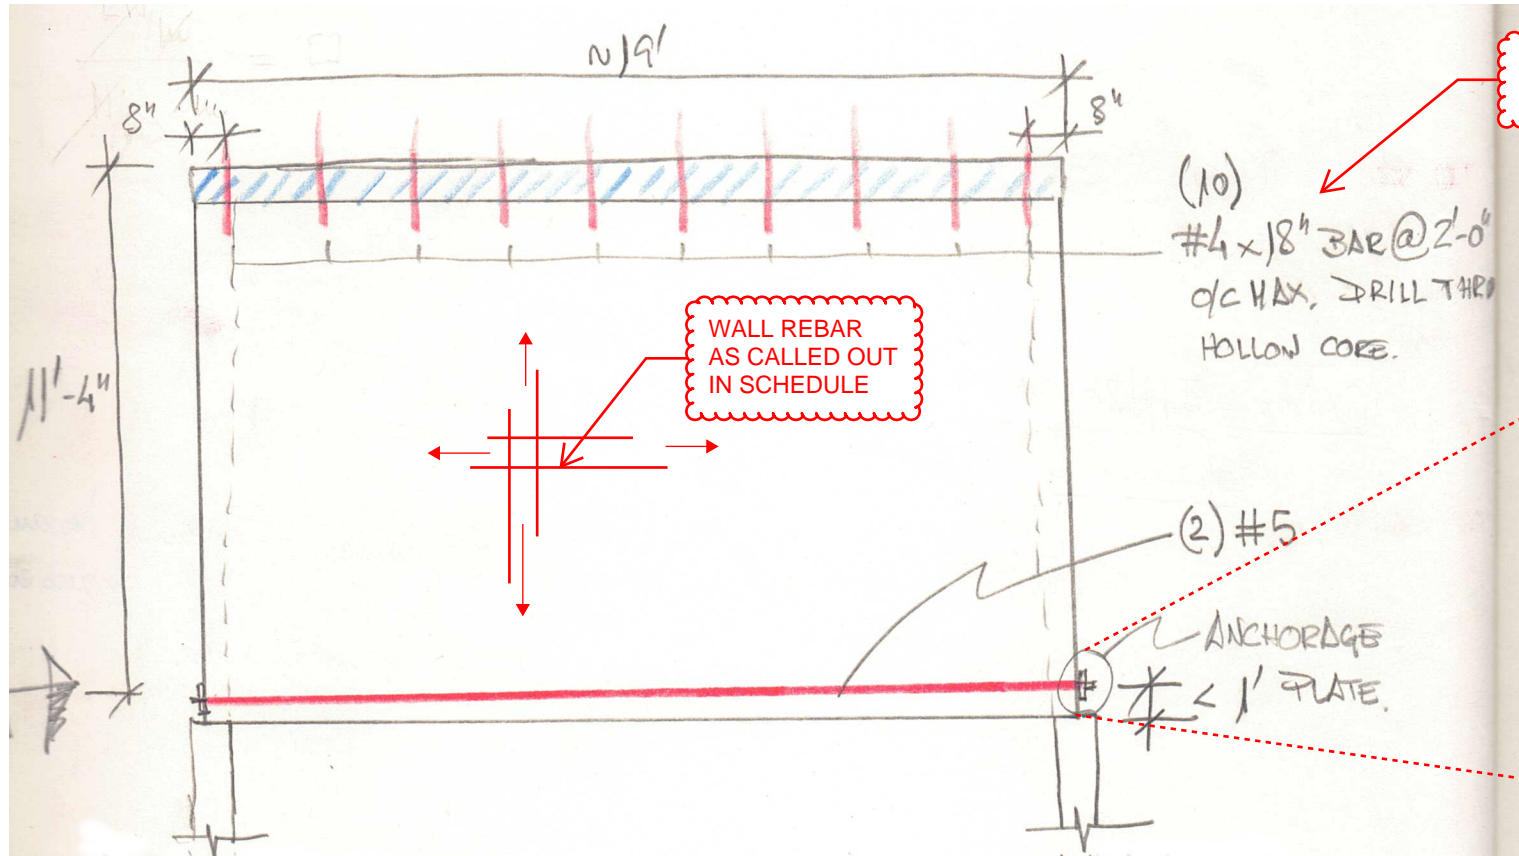 ~19'
8"
8"
(10)
#4 x 18" BAR @ 2'-0"
O/C MAX, DRILL THRU
HOLLOW CORE.
WALL REBAR
AS CALLED OUT
IN SCHEDULE
11'-4"
(2) #5
ANCHORAGE
PLATE.
< 1'